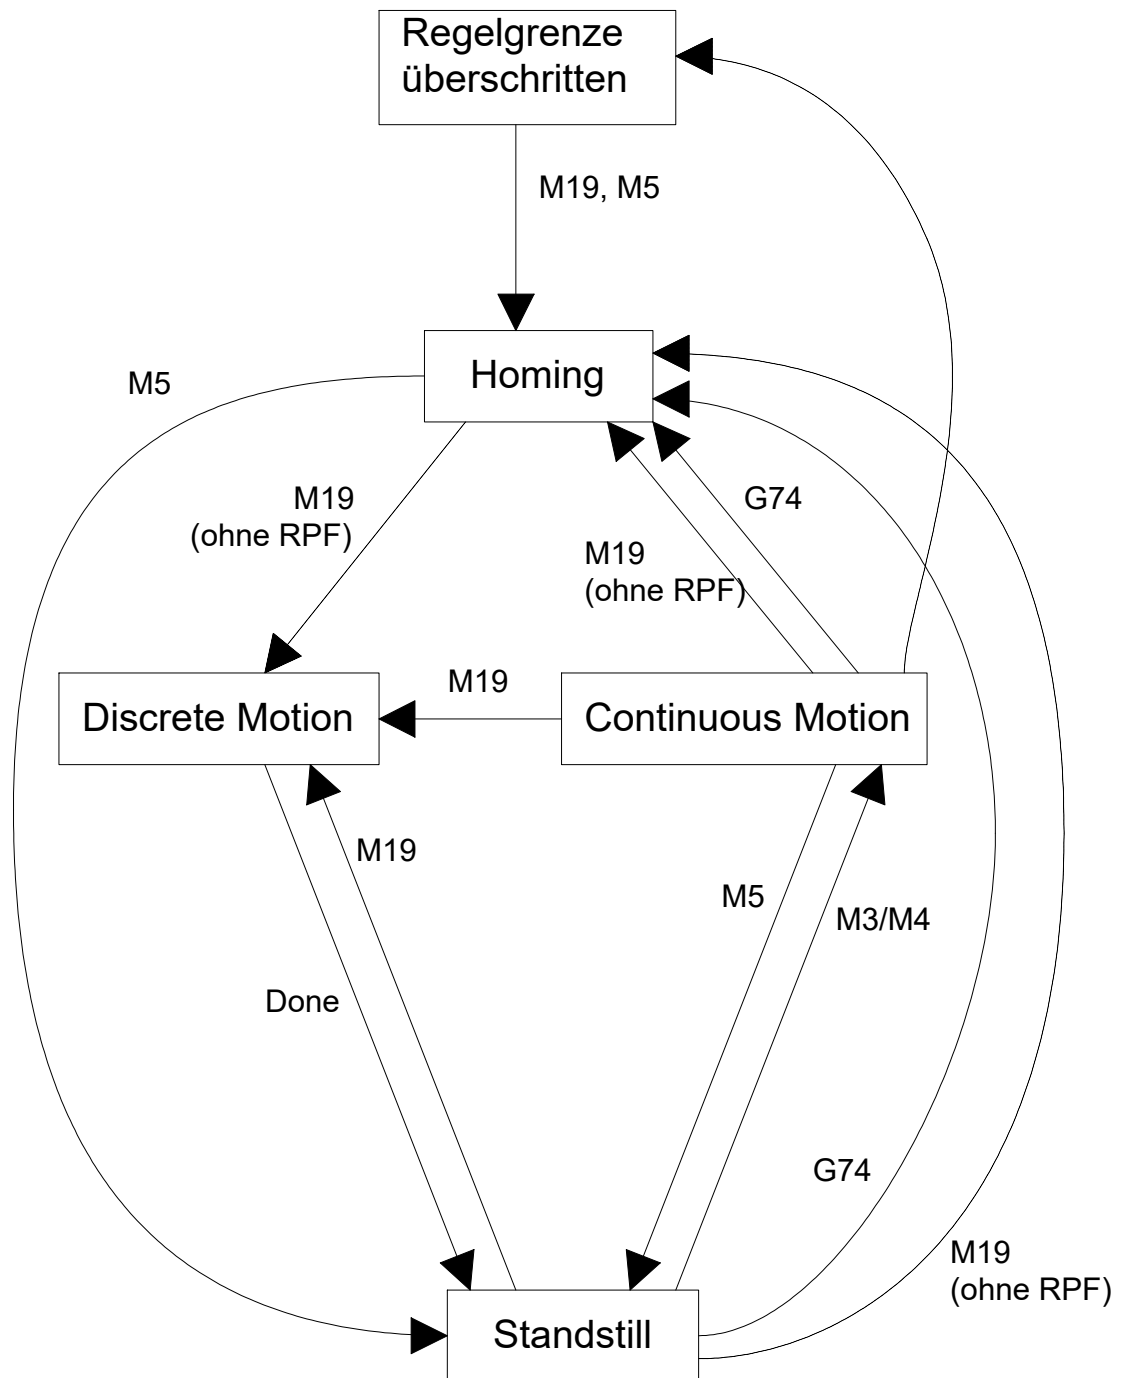 Regelgrenze
überschritten
M19, M5
Homing
M5
M19
(ohne RPF)
G74
M19
(ohne RPF)
Discrete Motion
M19
Continuous Motion
M19
M5
M3/M4
Done
G74
M19
(ohne RPF)
Standstill